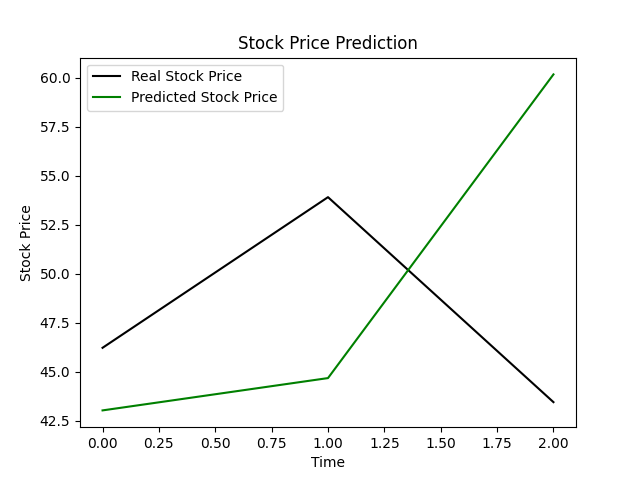 Stock Price Prediction
Real Stock Price
Predicted Stock Price
Stock Price
60.0
57.5
55.0
52.5
50.0
47.5
45.0
42.5
0.00 0.25 0.50 0.75 1.00 1.25 1.50 1.75 2.00
Time